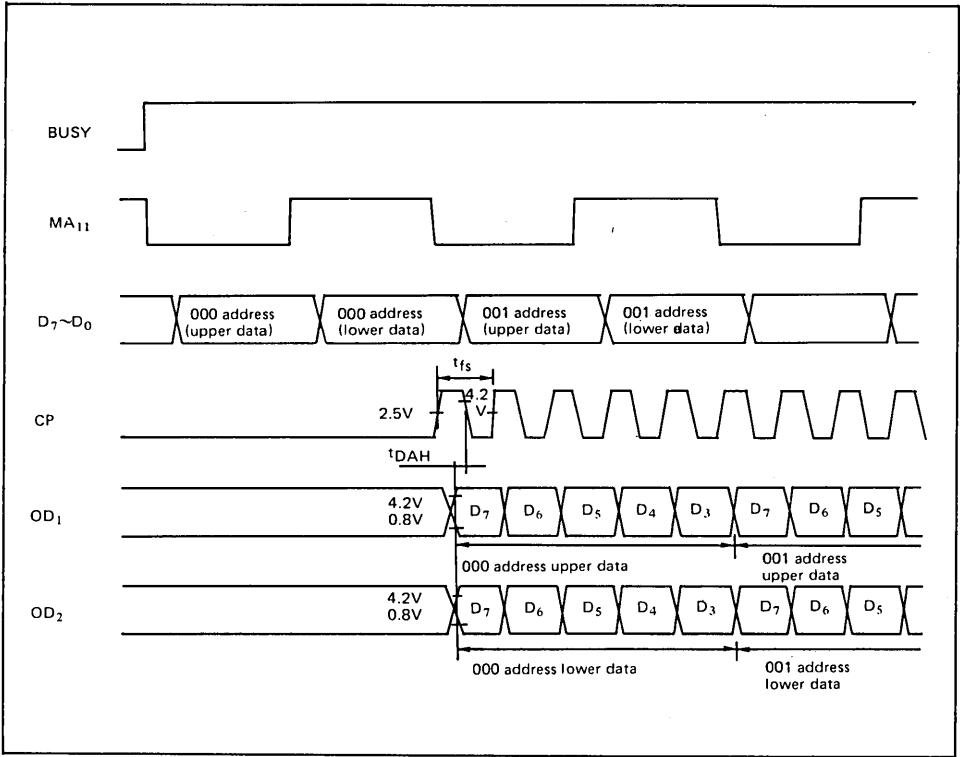 BUSY
MA11
D7~D0
000 address
(upper data)
000 address
(lower data)
001 address
(upper data)
001 address
(lower data)
tfs
CP
2.5V
4.2
V
tDAH
OD1
4.2V
0.8V
D7 D6 D5 D4 D3 D7 D6 D5
000 address upper data
001 address
upper data
OD2
4.2V
0.8V
D7 D6 D5 D4 D3 D7 D6 D5
000 address lower data
001 address
lower data